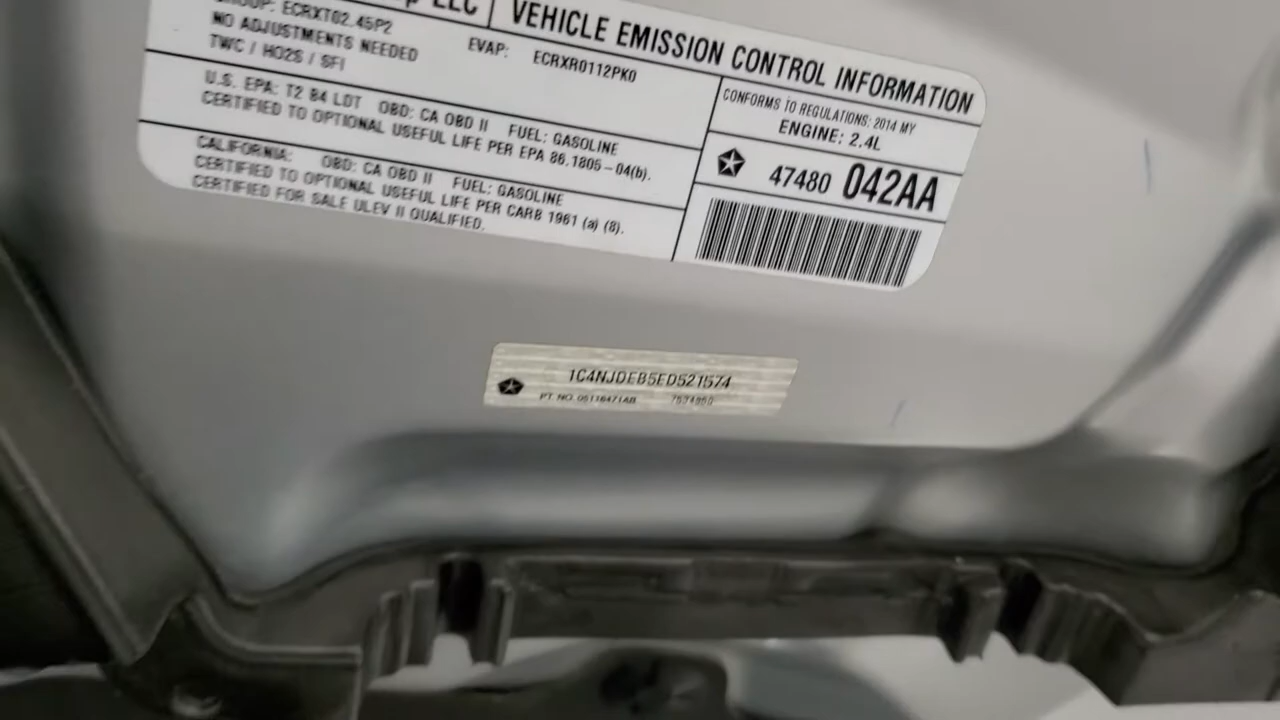 LLC VEHICLE EMISSION CONTROL INFORMATION
GROUP: ECRXT02.45P2
EVAP: ECRXR0112PK0
NO ADJUSTMENTS NEEDED
TWC / HO2S / SFI
U.S. EPA: T2 B4 LDT OBD: CA OBD II FUEL: GASOLINE
CERTIFIED TO OPTIONAL USEFUL LIFE PER EPA 86.1805-04(b).
CALIFORNIA: OBD: CA OBD II FUEL: GASOLINE
CERTIFIED TO OPTIONAL USEFUL LIFE PER CARB 1961 (a) (8).
CERTIFIED FOR SALE ULEV II QUALIFIED.
CONFORMS TO REGULATIONS: 2014 MY
ENGINE: 2.4L
47480 042AA
1C4NJDEB5ED521574
PT. NO. 05116471AB